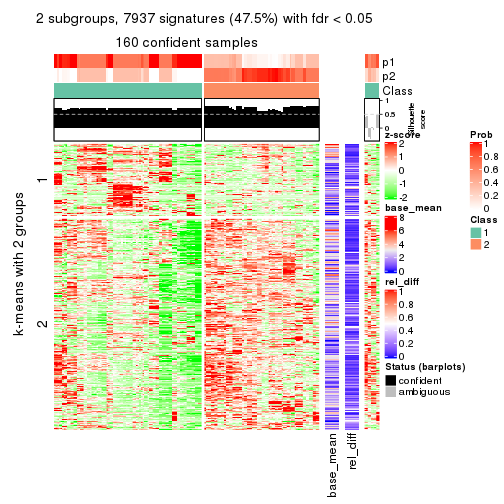 2 subgroups, 7937 signatures (47.5%) with fdr < 0.05
160 confident samples
p1
p2
Class
1
0.5
0
Silhouette
score
k-means with 2 groups
1
2
base_mean
rel_diff
z-score
2
1
0
-1
-2
base_mean
8
6
4
2
0
rel_diff
1
0.8
0.6
0.4
0.2
0
Status (barplots)
confident
ambiguous
Prob
1
0.8
0.6
0.4
0.2
0
Class
1
2